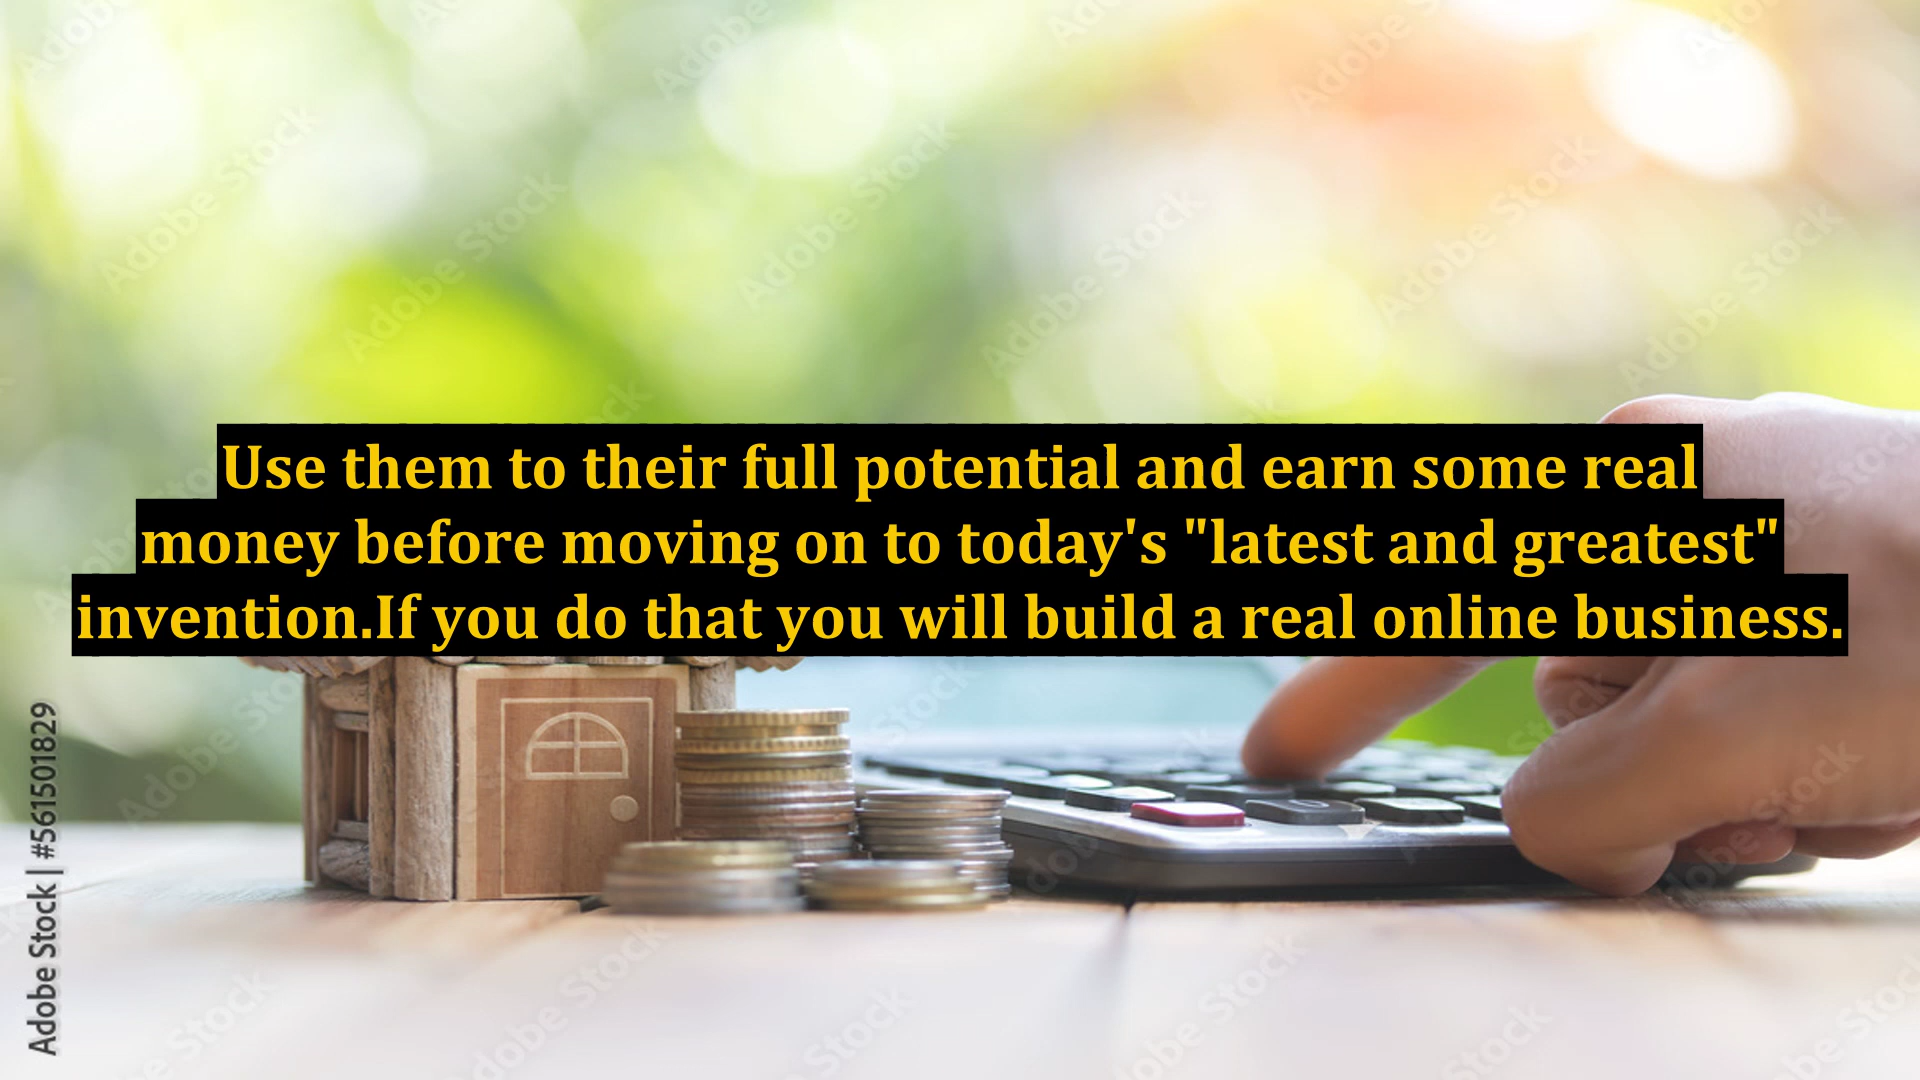 Use them to their full potential and earn some real
money before moving on to today's "latest and greatest"
invention.If you do that you will build a real online business.
Adobe Stock | #561501829